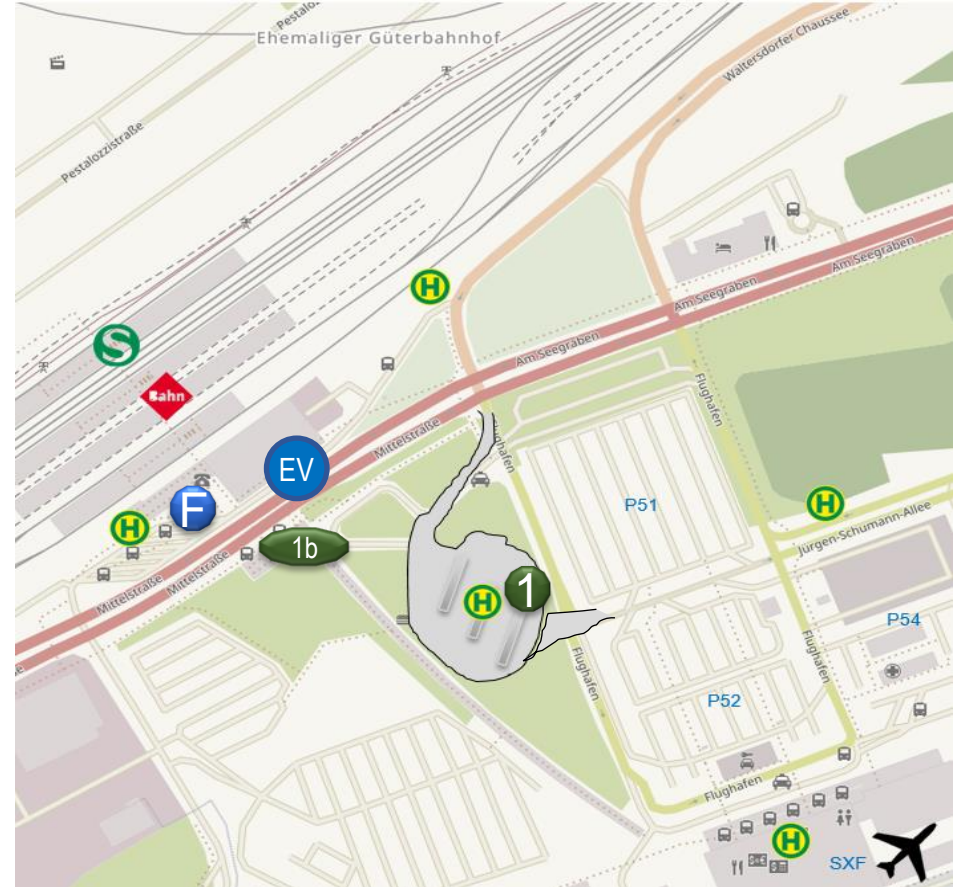 Pestaloz
Ehemaliger Güterbahnhof
Waltersdorfer Chaussee
Pestalozzistraße
H
Am Seegraben
Am Seegraben
S
Am Seegraben
Bahn
Flughafen
Mittelstraße
Flughafen
EV
P51
F
H
H
1b
Jürgen-Schumann-Allee
Mittelstraße
Mittelstraße
1
H
P54
Flughafen
Flughafen
P52
Flughafen
H
SXF